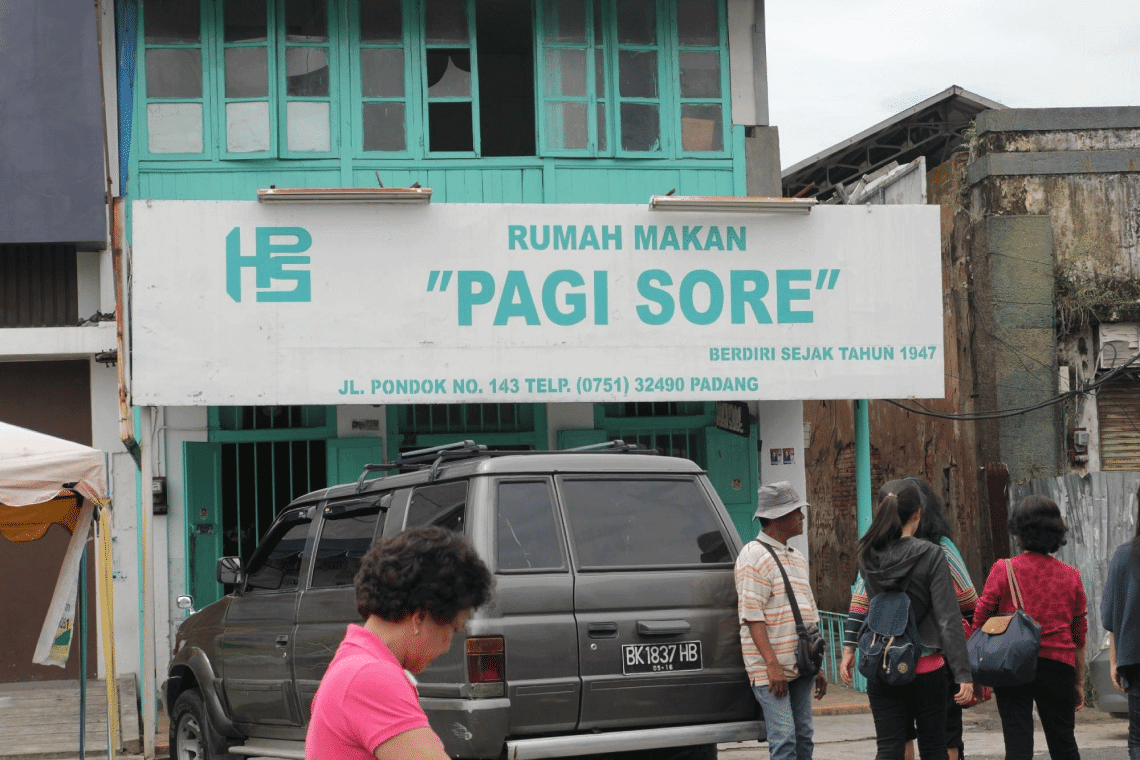 HPS
RUMAH MAKAN
"PAGI SORE"
BERDIRI SEJAK TAHUN 1947
JL. PONDOK NO. 143 TELP. (0751) 32490 PADANG
BK 1837 HB